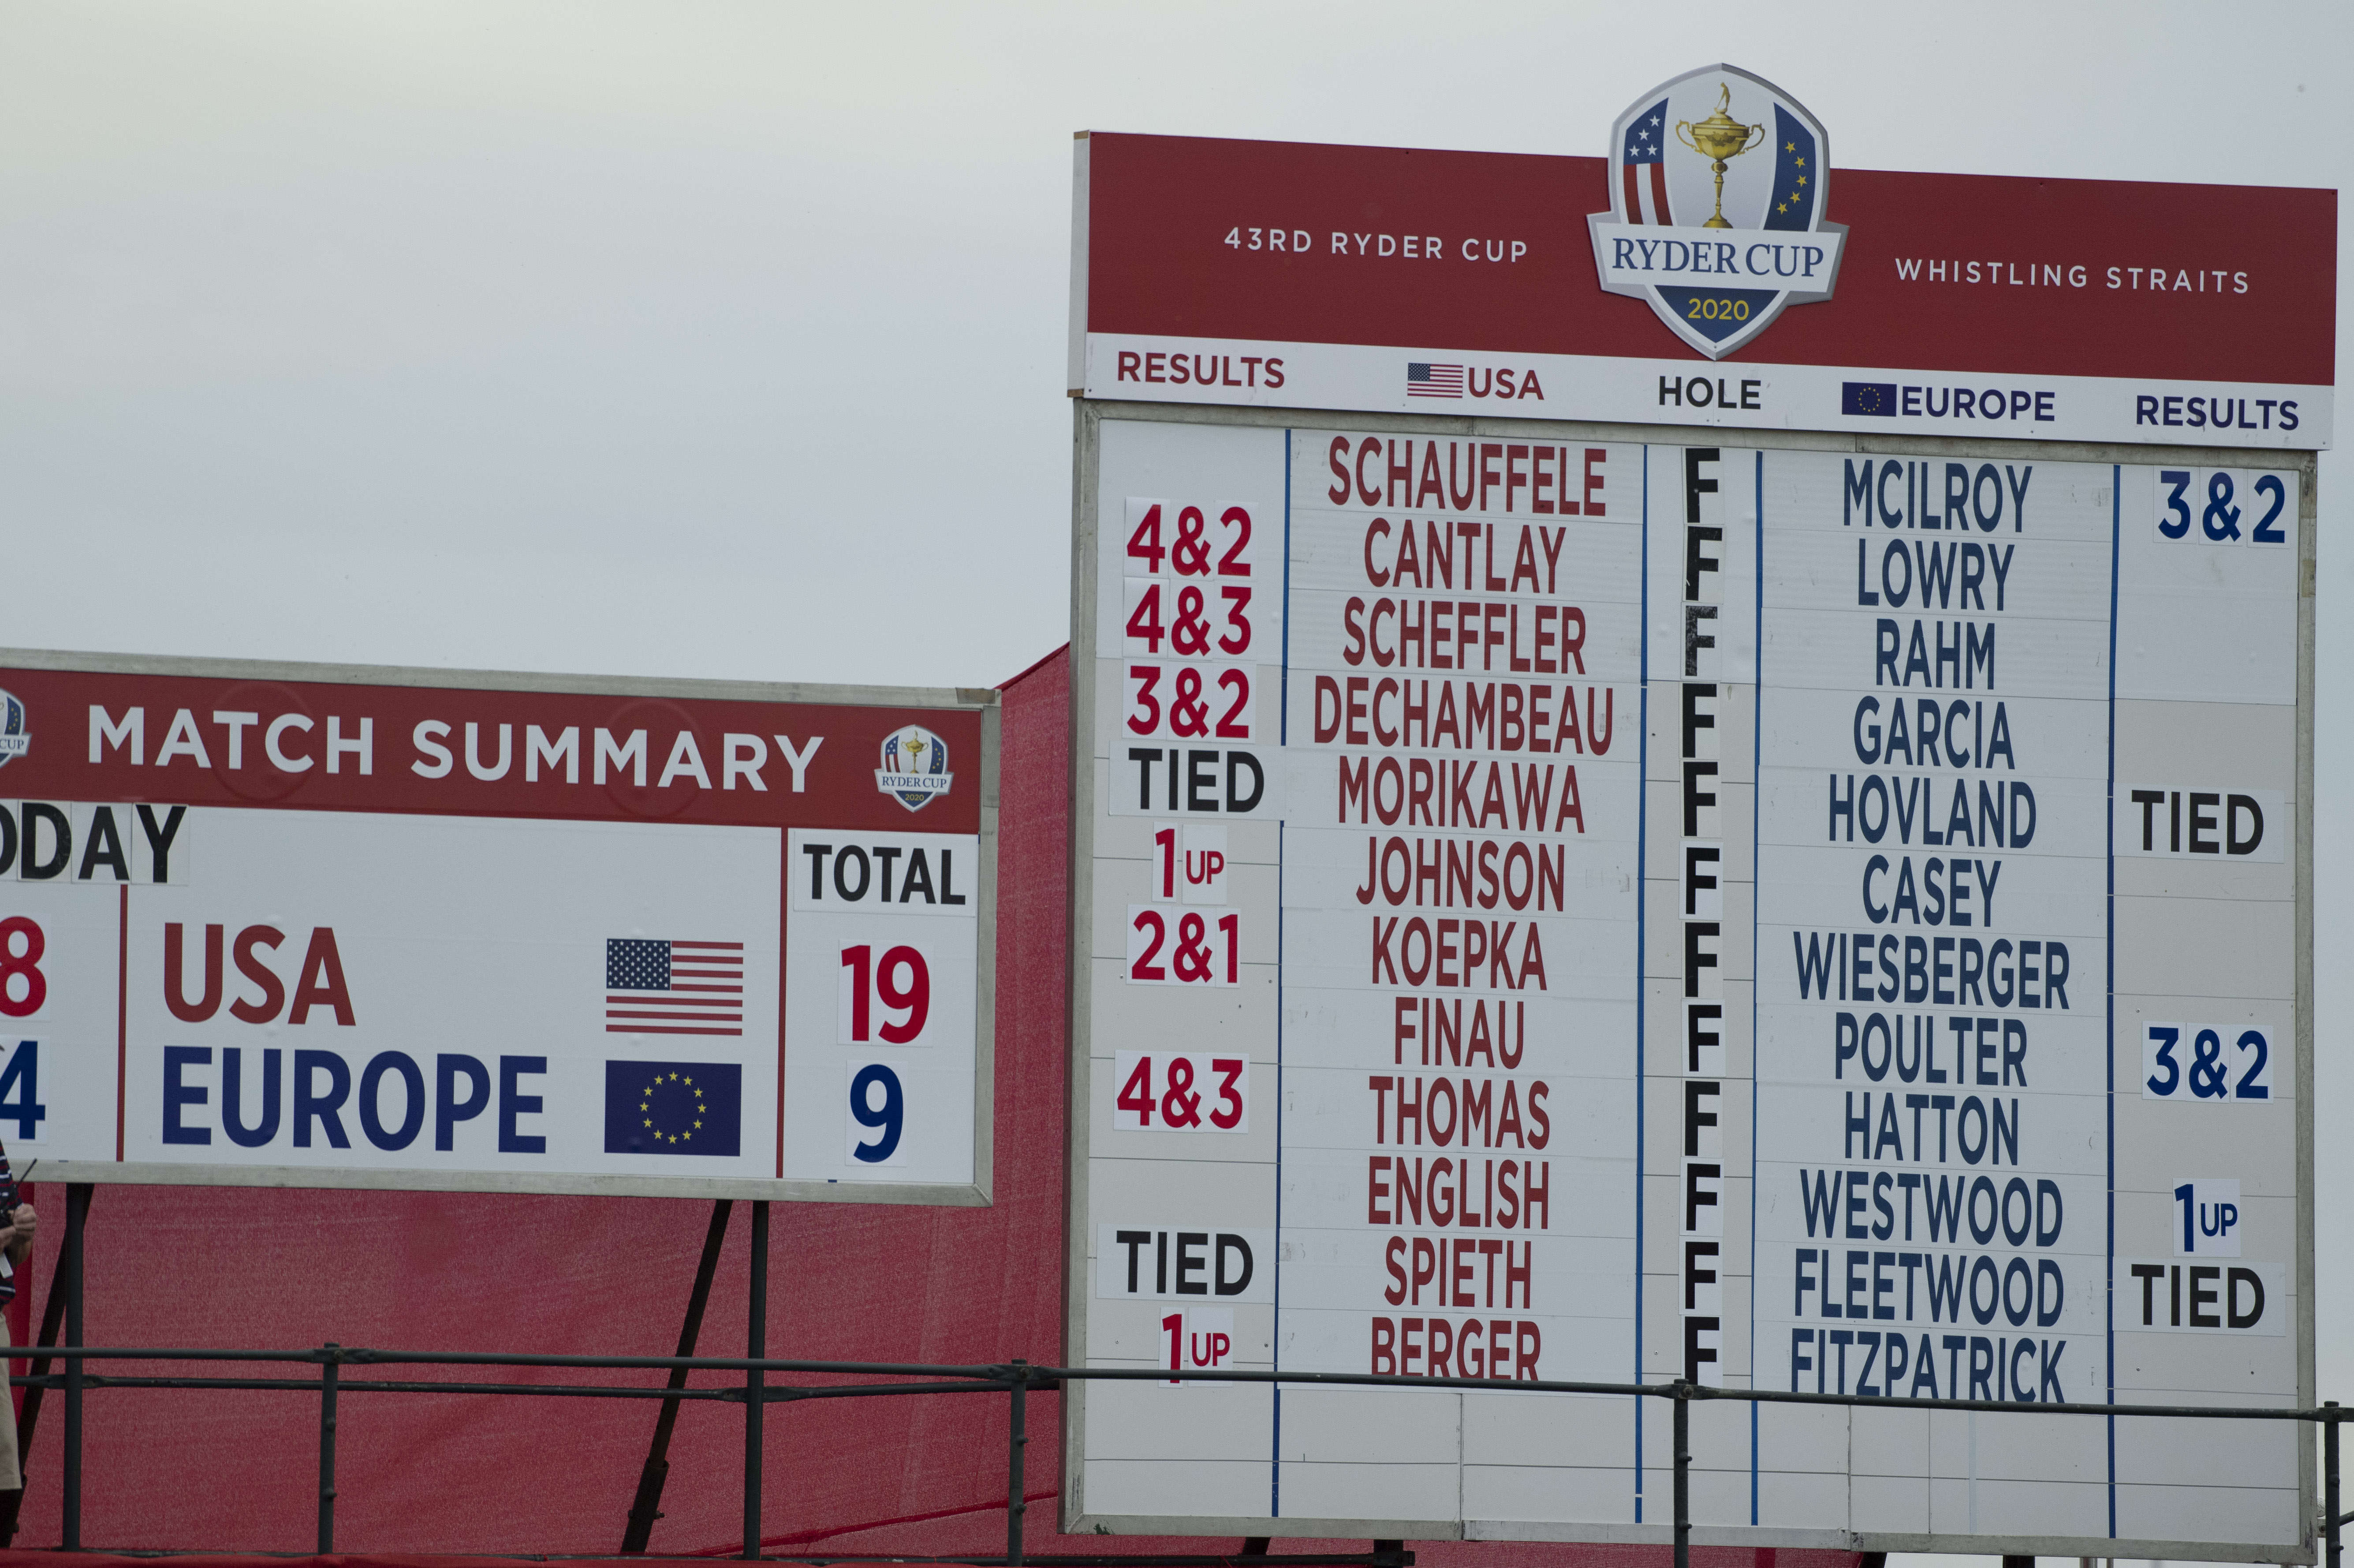 43RD RYDER CUP
RYDER CUP
2020
WHISTLING STRAITS
RESULTS USA HOLE EUROPE RESULTS
SCHAUFFELE F MCILROY 3&2
4&2 CANTLAY F LOWRY
4&3 SCHEFFLER F RAHM
3&2 DECHAMBEAU F GARCIA
TIED MORIKAWA F HOVLAND TIED
1 UP JOHNSON F CASEY
2&1 KOEPKA F WIESBERGER
FINAU F POULTER 3&2
4&3 THOMAS F HATTON
ENGLISH F WESTWOOD 1 UP
TIED SPIETH F FLEETWOOD TIED
1 UP BERGER F FITZPATRICK
CUP
MATCH SUMMARY
RYDER CUP
2020
ODAY TOTAL
8 USA 19
4 EUROPE 9